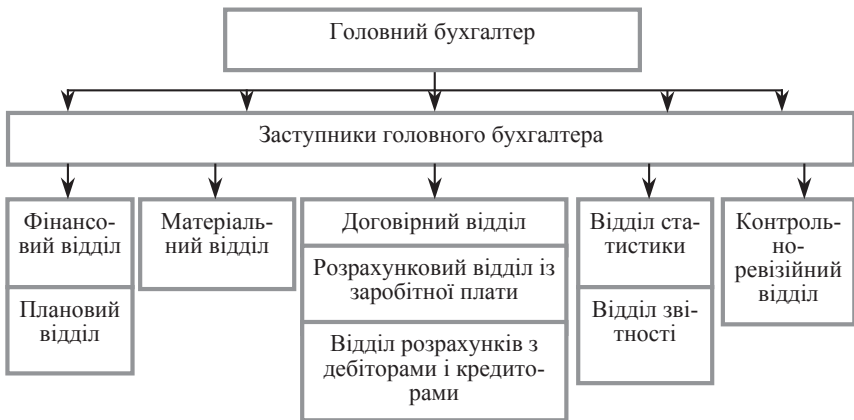 Головний бухгалтер
Заступники головного бухгалтера
Фінансо-
вий відділ
Плановий
відділ
Матеріаль-
ний відділ
Договірний відділ
Розрахунковий відділ із
заробітної плати
Відділ розрахунків з
дебіторами і кредито-
рами
Відділ ста-
тистики
Відділ зві-
тності
Контроль-
но-
ревізійний
відділ